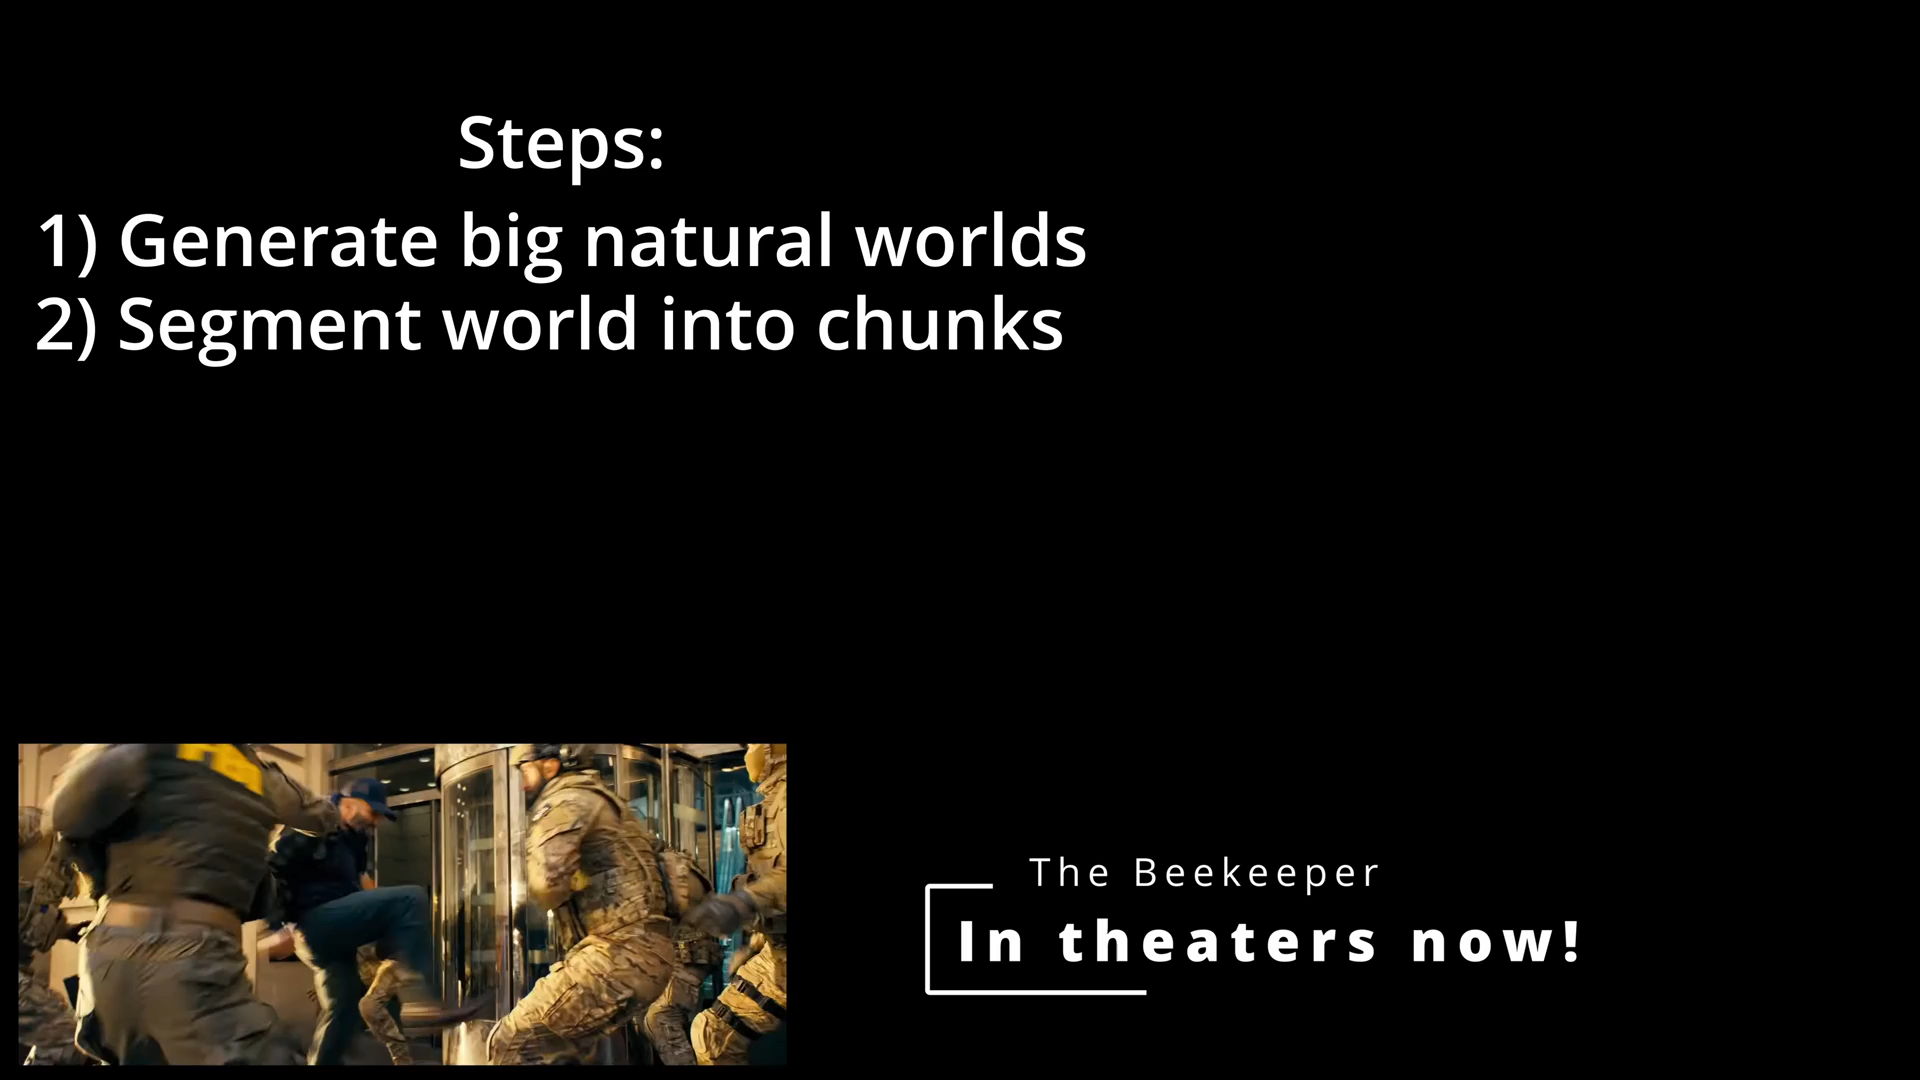 Steps:
1) Generate big natural worlds
2) Segment world into chunks
The Beekeeper
In theaters now!